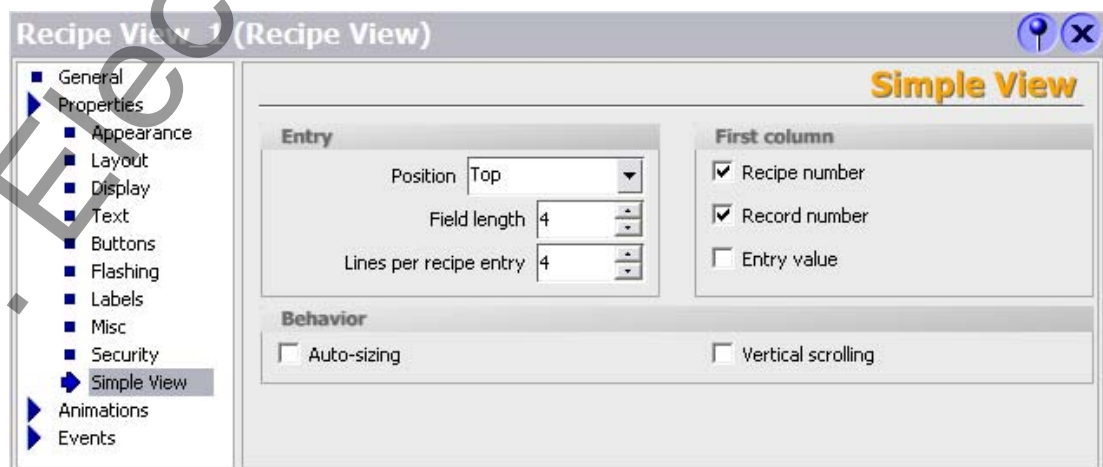 Recipe View_1 (Recipe View)
General
Properties
Appearance
Layout
Display
Text
Buttons
Flashing
Labels
Misc
Security
Simple View
Animations
Events
Simple View
Entry
Position Top
Field length 4
Lines per recipe entry 4
First column
Recipe number
Record number
Entry value
Behavior
Auto-sizing
Vertical scrolling
. Elec